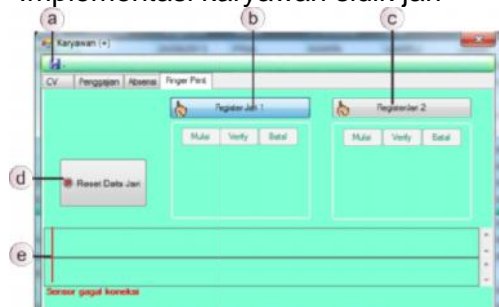 Implementasi karyawan sidik jari
a
b
c
Karyawan [+]
CV Penggajian Absensi Finger Print
Register Jari 1
Register Jari 2
Mulai Verify Batal
Mulai Verify Batal
d
Reset Data Jari
e
Sensor gagal koneksi